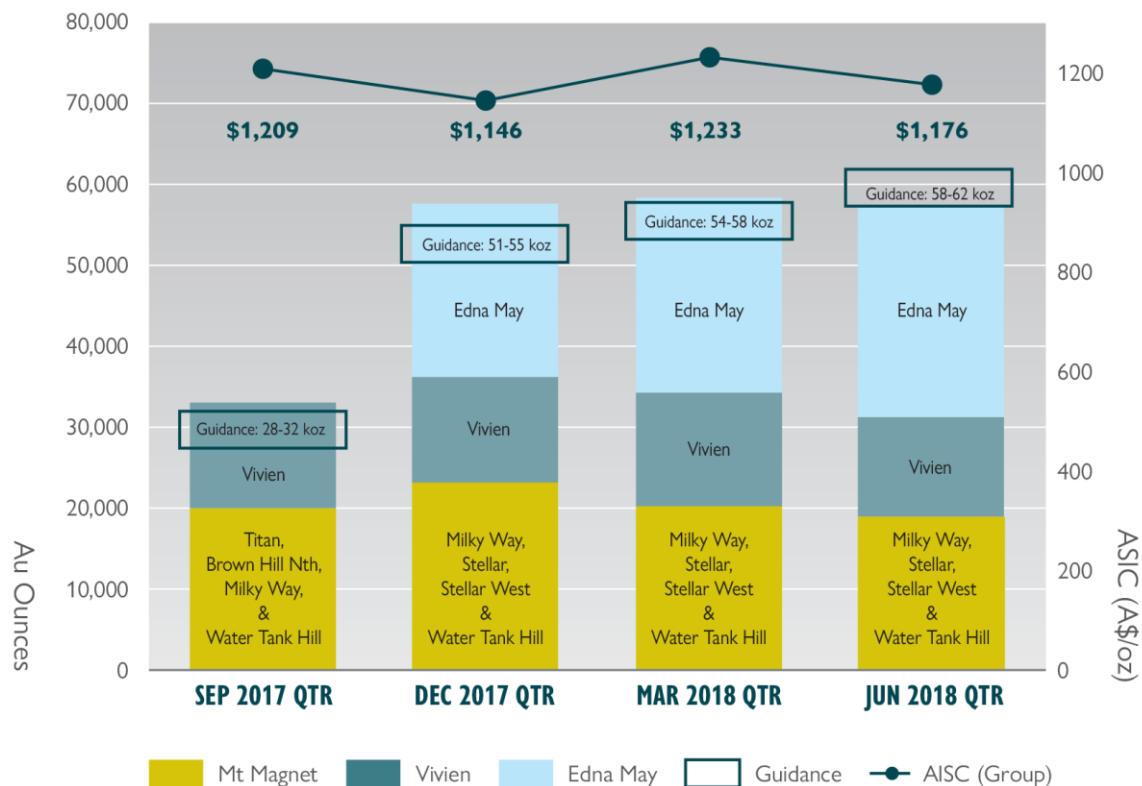 80,000
70,000
60,000
50,000
40,000
30,000
20,000
10,000
0
Au Ounces
1200
1000
800
600
400
200
0
ASIC (A$/oz)
$1,209
$1,146
$1,233
$1,176
Guidance: 28-32 koz
Vivien
Titan,
Brown Hill Nth,
Milky Way,
&
Water Tank Hill
Guidance: 51-55 koz
Edna May
Vivien
Milky Way,
Stellar,
Stellar West
&
Water Tank Hill
Guidance: 54-58 koz
Edna May
Vivien
Milky Way,
Stellar,
Stellar West
&
Water Tank Hill
Guidance: 58-62 koz
Edna May
Vivien
Milky Way,
Stellar,
Stellar West
&
Water Tank Hill
SEP 2017 QTR
DEC 2017 QTR
MAR 2018 QTR
JUN 2018 QTR
Mt Magnet
Vivien
Edna May
Guidance
AISC (Group)